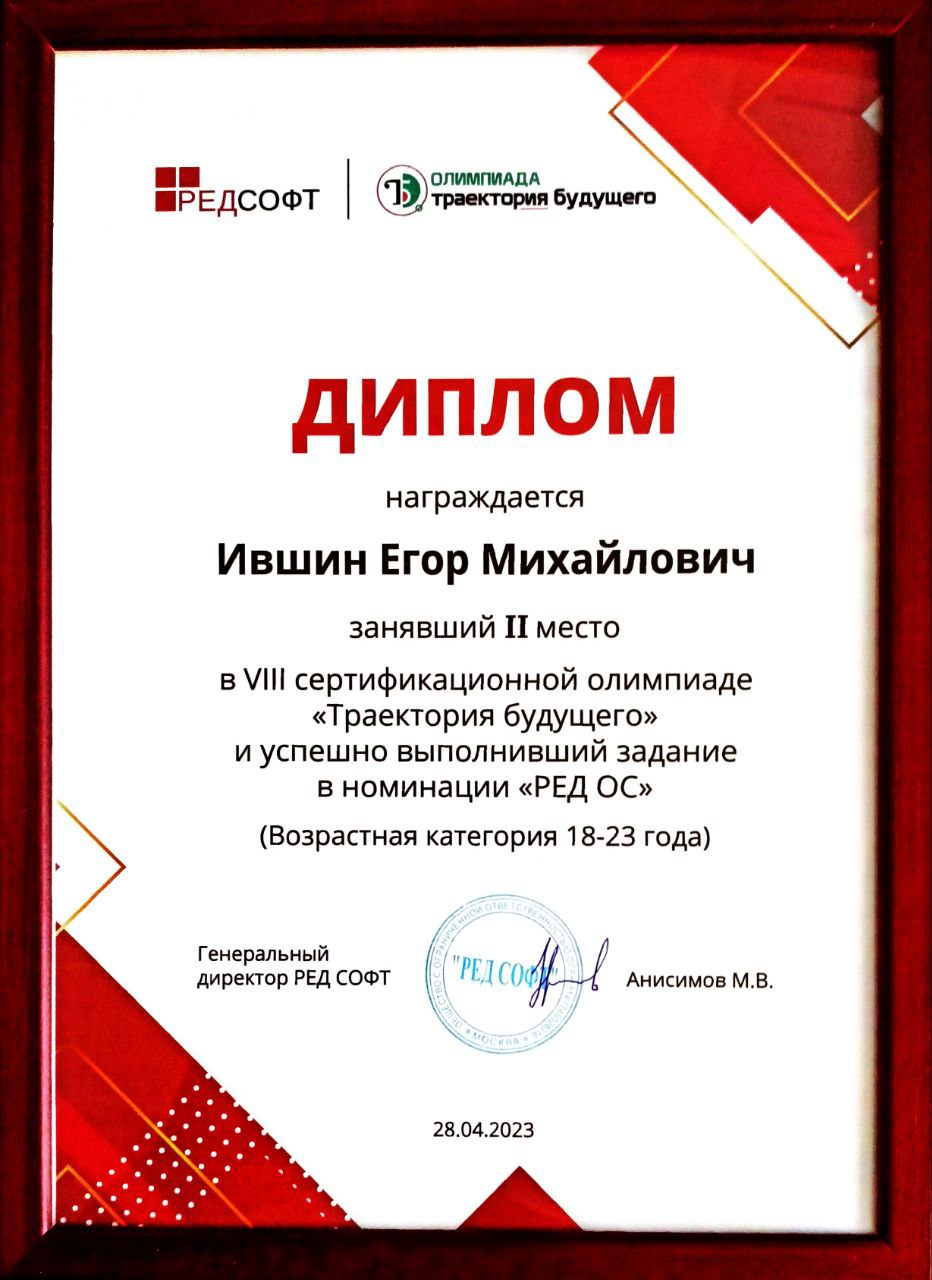 РЕДСОФТ
ОЛИМПИАДА
траектория будущего
ДИПЛОМ
награждается
Ившин Егор Михайлович
занявший II место
в VIII сертификационной олимпиаде
«Траектория будущего»
и успешно выполнивший задание
в номинации «РЕД ОС»
(Возрастная категория 18-23 года)
Генеральный
директор РЕД СОФТ
ОБЩЕСТВО С ОГРАНИЧЕННОЙ ОТВЕТСТВЕННОСТЬЮ
"РЕД СОФТ"
МОСКВА
Анисимов М.В.
28.04.2023